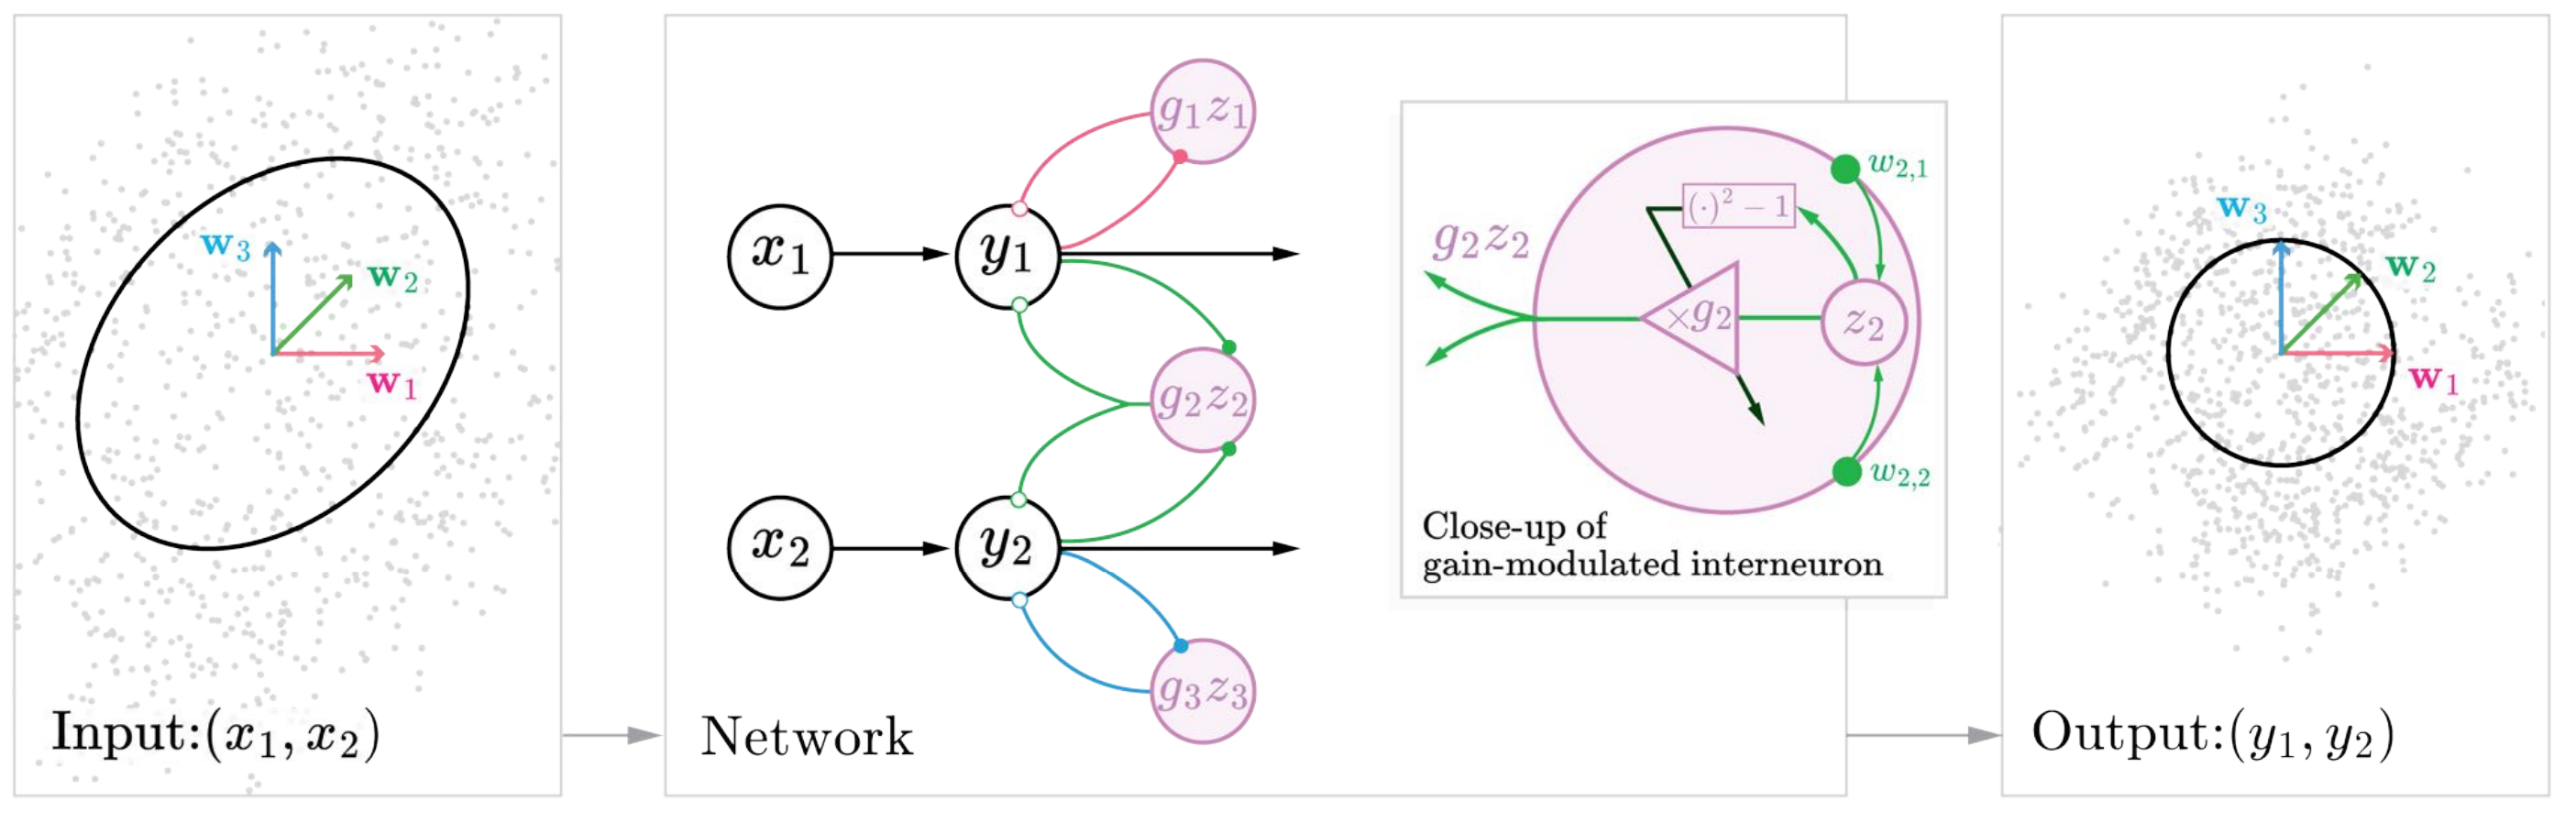 w₃
w₂
w₁
Input:(x₁, x₂)
x₁
y₁
g₁z₁
g₂z₂
x₂
y₂
g₃z₃
Network
w₂,₁
(·)² − 1
g₂z₂
×g₂
z₂
w₂,₂
Close-up of
gain-modulated interneuron
w₃
w₂
w₁
Output:(y₁, y₂)